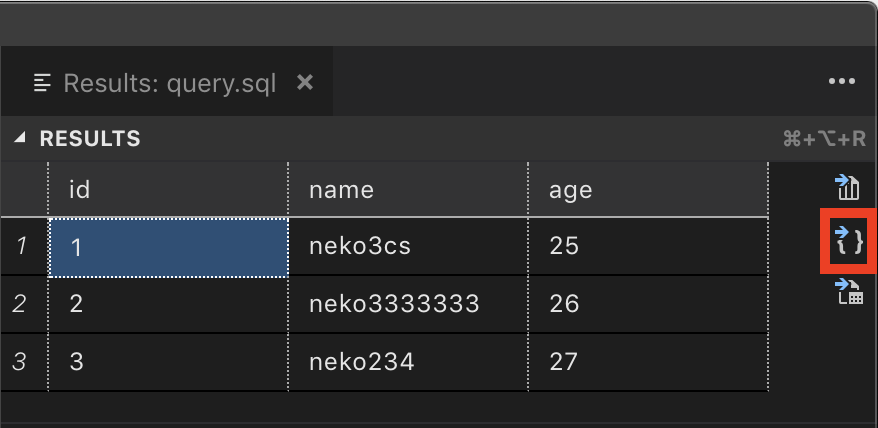 Results: query.sql ×
RESULTS ⌘+⌥+R
id name age
1 1 neko3cs 25
2 2 neko3333333 26
3 3 neko234 27